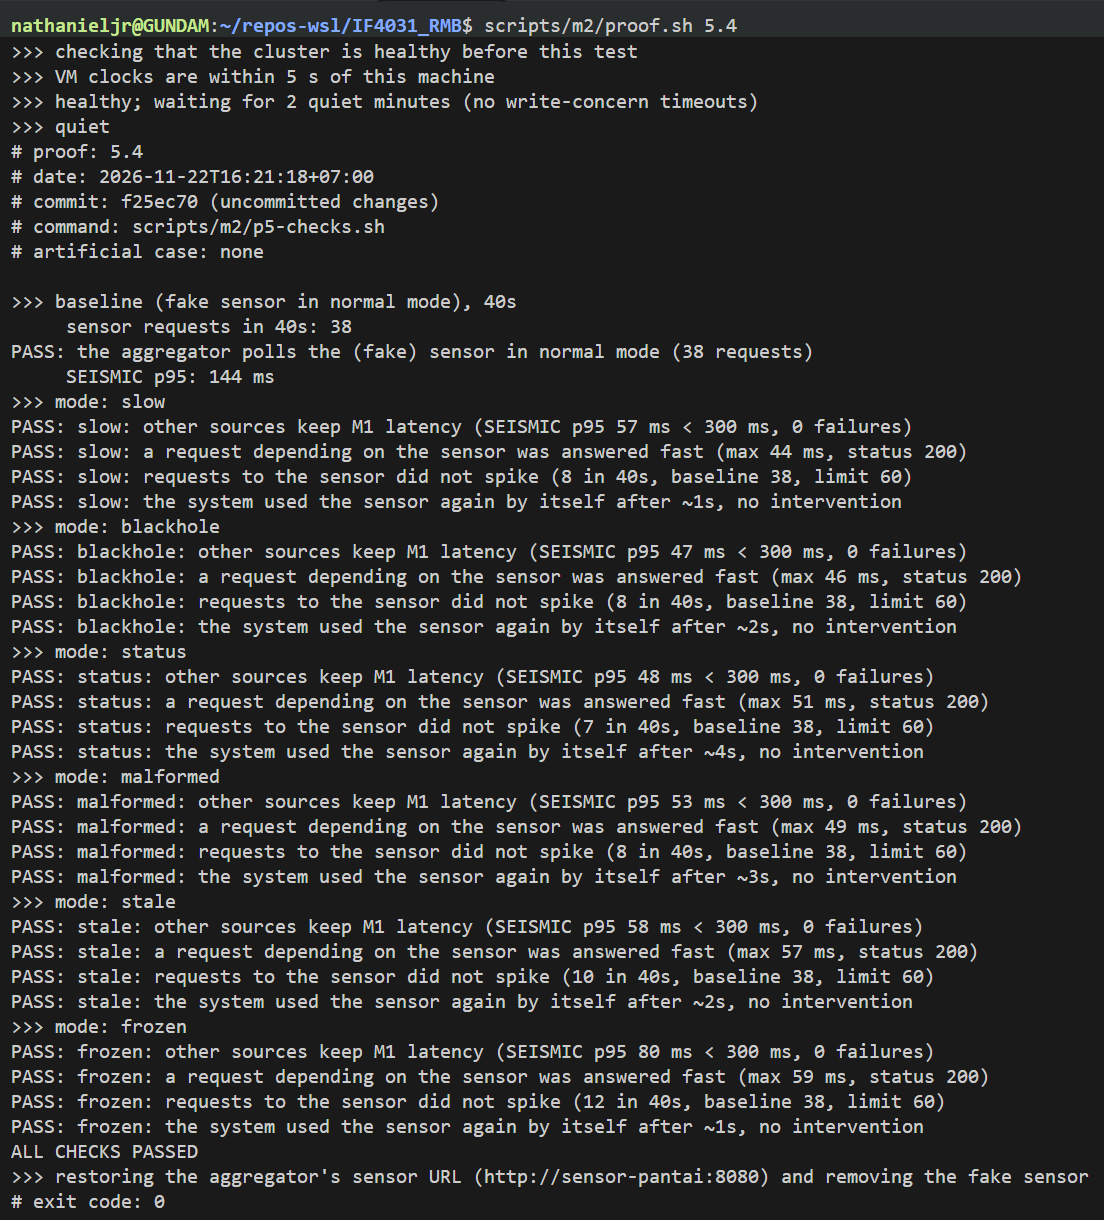 nathanieljr@GUNDAM:~/repos-wsl/IF4031_RMB$ scripts/m2/proof.sh 5.4
>>> checking that the cluster is healthy before this test
>>> VM clocks are within 5 s of this machine
>>> healthy; waiting for 2 quiet minutes (no write-concern timeouts)
>>> quiet
# proof: 5.4
# date: 2026-11-22T16:21:18+07:00
# commit: f25ec70 (uncommitted changes)
# command: scripts/m2/p5-checks.sh
# artificial case: none
>>> baseline (fake sensor in normal mode), 40s
     sensor requests in 40s: 38
PASS: the aggregator polls the (fake) sensor in normal mode (38 requests)
     SEISMIC p95: 144 ms
>>> mode: slow
PASS: slow: other sources keep M1 latency (SEISMIC p95 57 ms < 300 ms, 0 failures)
PASS: slow: a request depending on the sensor was answered fast (max 44 ms, status 200)
PASS: slow: requests to the sensor did not spike (8 in 40s, baseline 38, limit 60)
PASS: slow: the system used the sensor again by itself after ~1s, no intervention
>>> mode: blackhole
PASS: blackhole: other sources keep M1 latency (SEISMIC p95 47 ms < 300 ms, 0 failures)
PASS: blackhole: a request depending on the sensor was answered fast (max 46 ms, status 200)
PASS: blackhole: requests to the sensor did not spike (8 in 40s, baseline 38, limit 60)
PASS: blackhole: the system used the sensor again by itself after ~2s, no intervention
>>> mode: status
PASS: status: other sources keep M1 latency (SEISMIC p95 48 ms < 300 ms, 0 failures)
PASS: status: a request depending on the sensor was answered fast (max 51 ms, status 200)
PASS: status: requests to the sensor did not spike (7 in 40s, baseline 38, limit 60)
PASS: status: the system used the sensor again by itself after ~4s, no intervention
>>> mode: malformed
PASS: malformed: other sources keep M1 latency (SEISMIC p95 53 ms < 300 ms, 0 failures)
PASS: malformed: a request depending on the sensor was answered fast (max 49 ms, status 200)
PASS: malformed: requests to the sensor did not spike (8 in 40s, baseline 38, limit 60)
PASS: malformed: the system used the sensor again by itself after ~3s, no intervention
>>> mode: stale
PASS: stale: other sources keep M1 latency (SEISMIC p95 58 ms < 300 ms, 0 failures)
PASS: stale: a request depending on the sensor was answered fast (max 57 ms, status 200)
PASS: stale: requests to the sensor did not spike (10 in 40s, baseline 38, limit 60)
PASS: stale: the system used the sensor again by itself after ~2s, no intervention
>>> mode: frozen
PASS: frozen: other sources keep M1 latency (SEISMIC p95 80 ms < 300 ms, 0 failures)
PASS: frozen: a request depending on the sensor was answered fast (max 59 ms, status 200)
PASS: frozen: requests to the sensor did not spike (12 in 40s, baseline 38, limit 60)
PASS: frozen: the system used the sensor again by itself after ~1s, no intervention
ALL CHECKS PASSED
>>> restoring the aggregator's sensor URL (http://sensor-pantai:8080) and removing the fake sensor
# exit code: 0